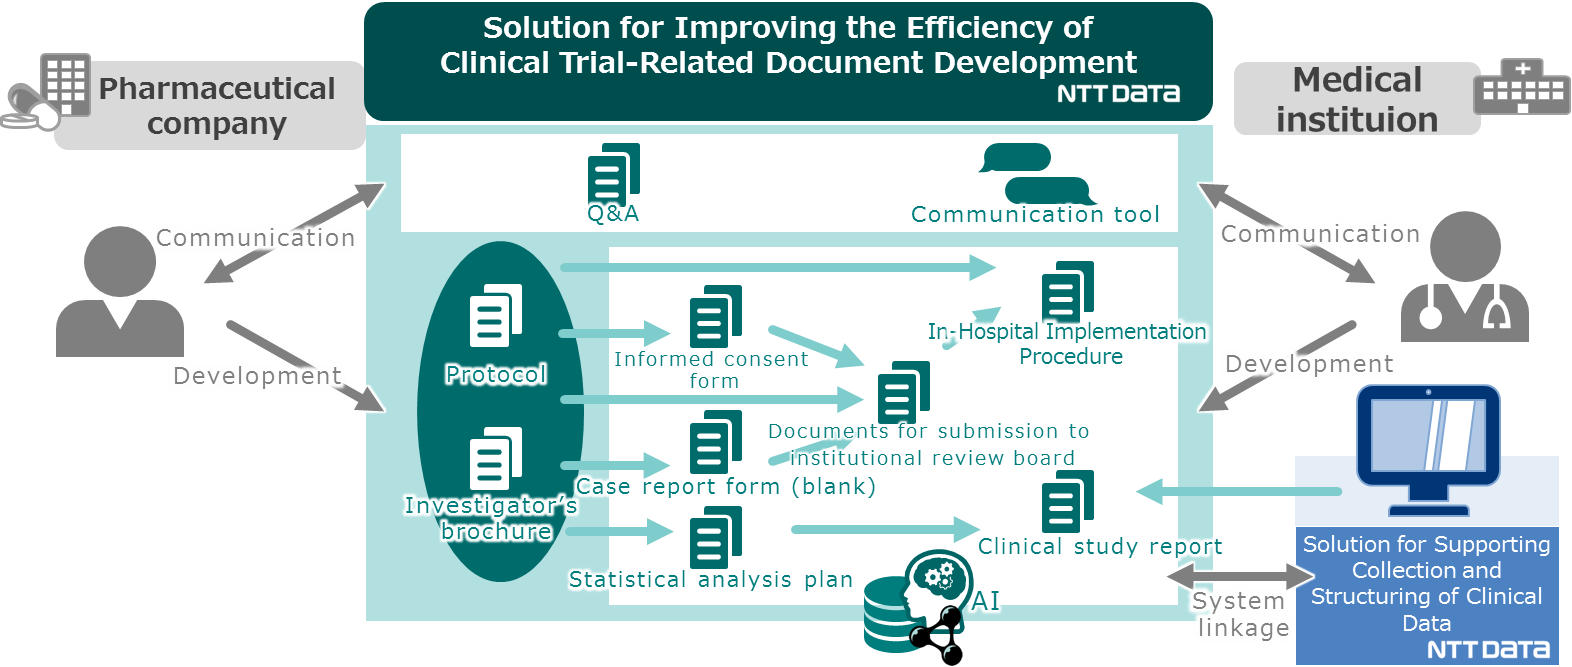 Solution for Improving the Efficiency of
Clinical Trial-Related Document Development
NTT DATA
Pharmaceutical
company
Medical
instituion
Q&A
Communication tool
Communication
Communication
Protocol
Informed consent
form
In-Hospital Implementation
Procedure
Development
Development
Documents for submission to
institutional review board
Case report form (blank)
Investigator's
brochure
Statistical analysis plan
Clinical study report
AI
System
linkage
Solution for Supporting
Collection and
Structuring of Clinical
Data
NTT DATA